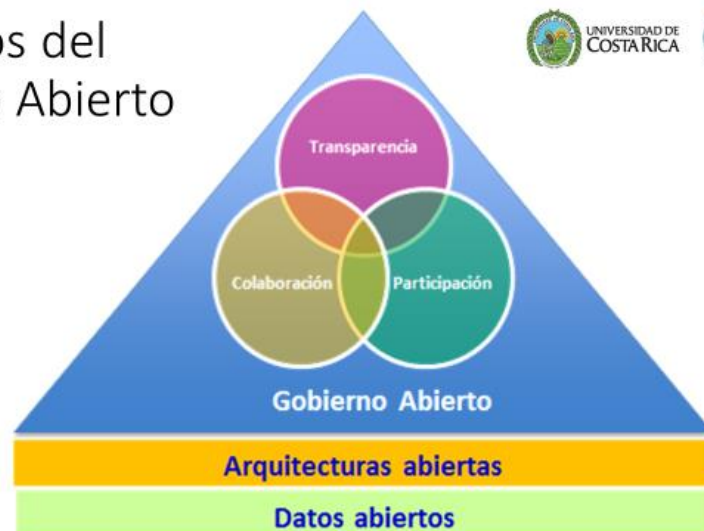 os del
Abierto
UNIVERSIDAD DE
COSTA RICA
Transparencia
Colaboración
Participación
Gobierno Abierto
Arquitecturas abiertas
Datos abiertos